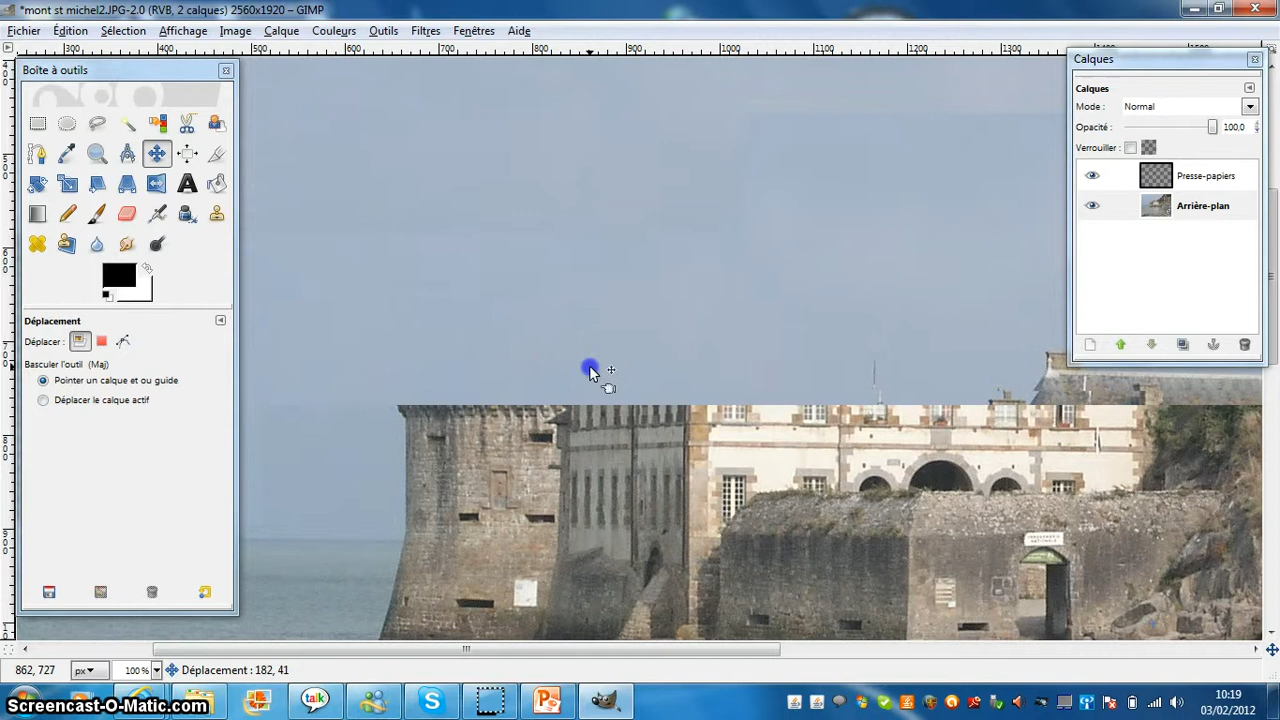 *mont st michel2.JPG-2.0 (RVB, 2 calques) 2560x1920 – GIMP
Fichier Édition Sélection Affichage Image Calque Couleurs Outils Filtres Fenêtres Aide
300 400 500 600 700 800 900 1000 1100 1200 1300
Boîte à outils
Calques
Calques
Mode : Normal
Opacité : 100,0
Verrouiller :
Presse-papiers
Arrière-plan
Déplacement
Déplacer :
Basculer l'outil (Maj)
Pointer un calque et ou guide
Déplacer le calque actif
GENDARMERIE
NATIONALE
862, 727 px 100 % Déplacement : 182, 41
talk
Screencast-O-Matic.com
10:19
03/02/2012